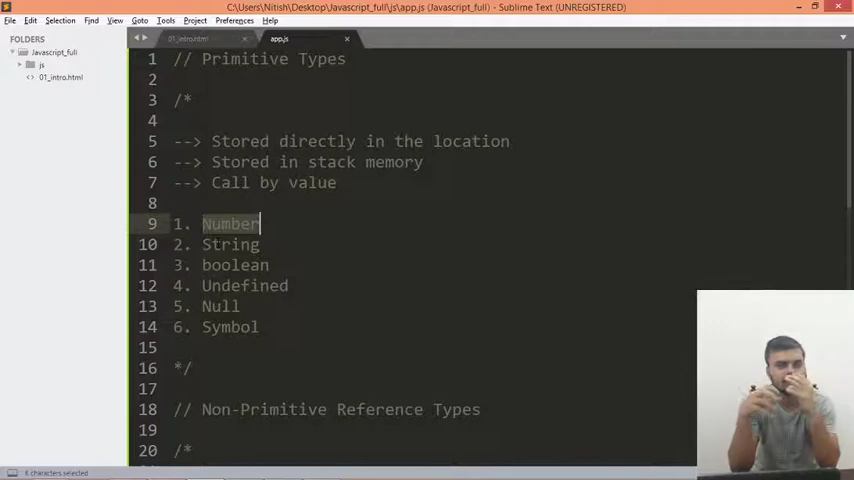 C:\Users\Nitish\Desktop\Javascript_full\js\app.js (Javascript_full) - Sublime Text (UNREGISTERED)
File Edit Selection Find View Goto Tools Project Preferences Help
FOLDERS
Javascript_full
js
01_intro.html
01_intro.html × app.js ×
1 // Primitive Types
2
3 /*
4
5 --> Stored directly in the location
6 --> Stored in stack memory
7 --> Call by value
8
9 1. Number
10 2. String
11 3. boolean
12 4. Undefined
13 5. Null
14 6. Symbol
15
16 */
17
18 // Non-Primitive Reference Types
19
20 /*
6 characters selected